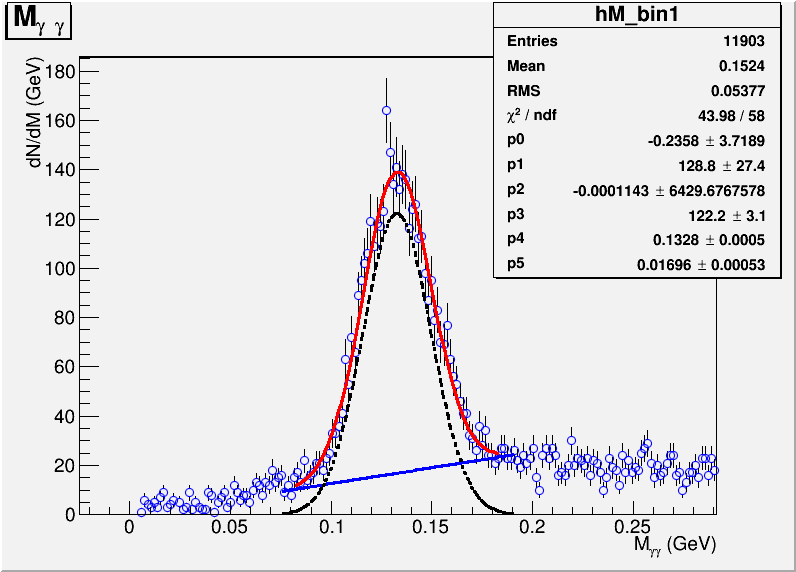 M γ γ
hM_bin1
Entries 11903
Mean 0.1524
RMS 0.05377
χ² / ndf 43.98 / 58
p0 -0.2358 ± 3.7189
p1 128.8 ± 27.4
p2 -0.0001143 ± 6429.6767578
p3 122.2 ± 3.1
p4 0.1328 ± 0.0005
p5 0.01696 ± 0.00053
dN/dM (GeV)
180
160
140
120
100
80
60
40
20
0
0 0.05 0.1 0.15 0.2 0.25
M γγ (GeV)